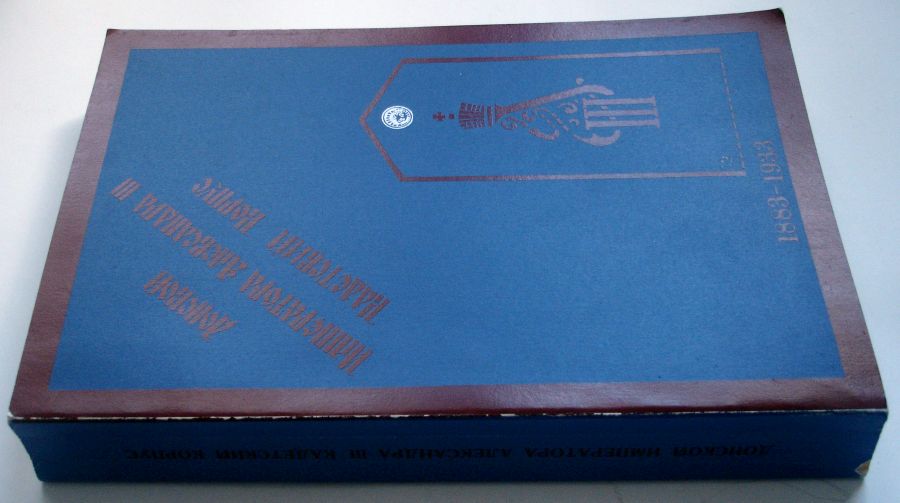 Донской
Императора Александра III
кадетский корпус
1883-1933
ДОНСКОЙ ИМПЕРАТОРА АЛЕКСАНДРА III КАДЕТСКИЙ КОРПУС